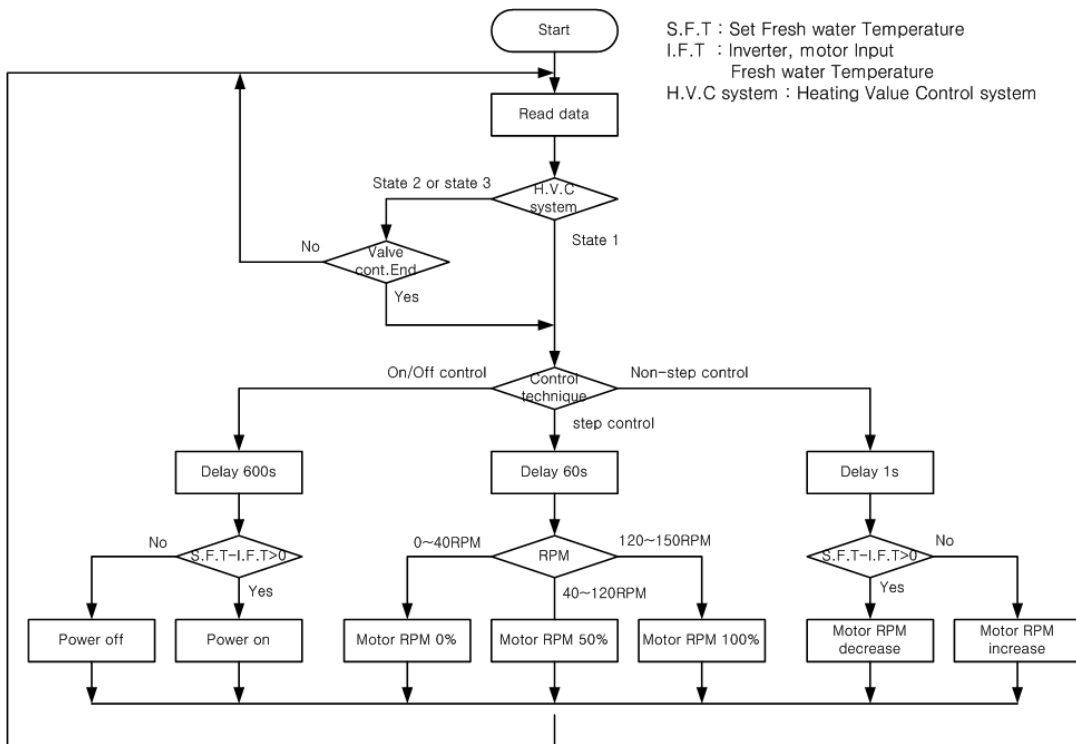 Start
S.F.T : Set Fresh water Temperature
I.F.T : Inverter, motor Input
Fresh water Temperature
H.V.C system : Heating Value Control system
Read data
State 2 or state 3
H.V.C
system
State 1
No
Valve
cont.End
Yes
On/Off control
Control
technique
Non-step control
step control
Delay 600s
Delay 60s
Delay 1s
No
S.F.T-I.F.T>0
Yes
0~40RPM
RPM
120~150RPM
40~120RPM
S.F.T-I.F.T>0
No
Yes
Power off
Power on
Motor RPM 0%
Motor RPM 50%
Motor RPM 100%
Motor RPM
decrease
Motor RPM
increase